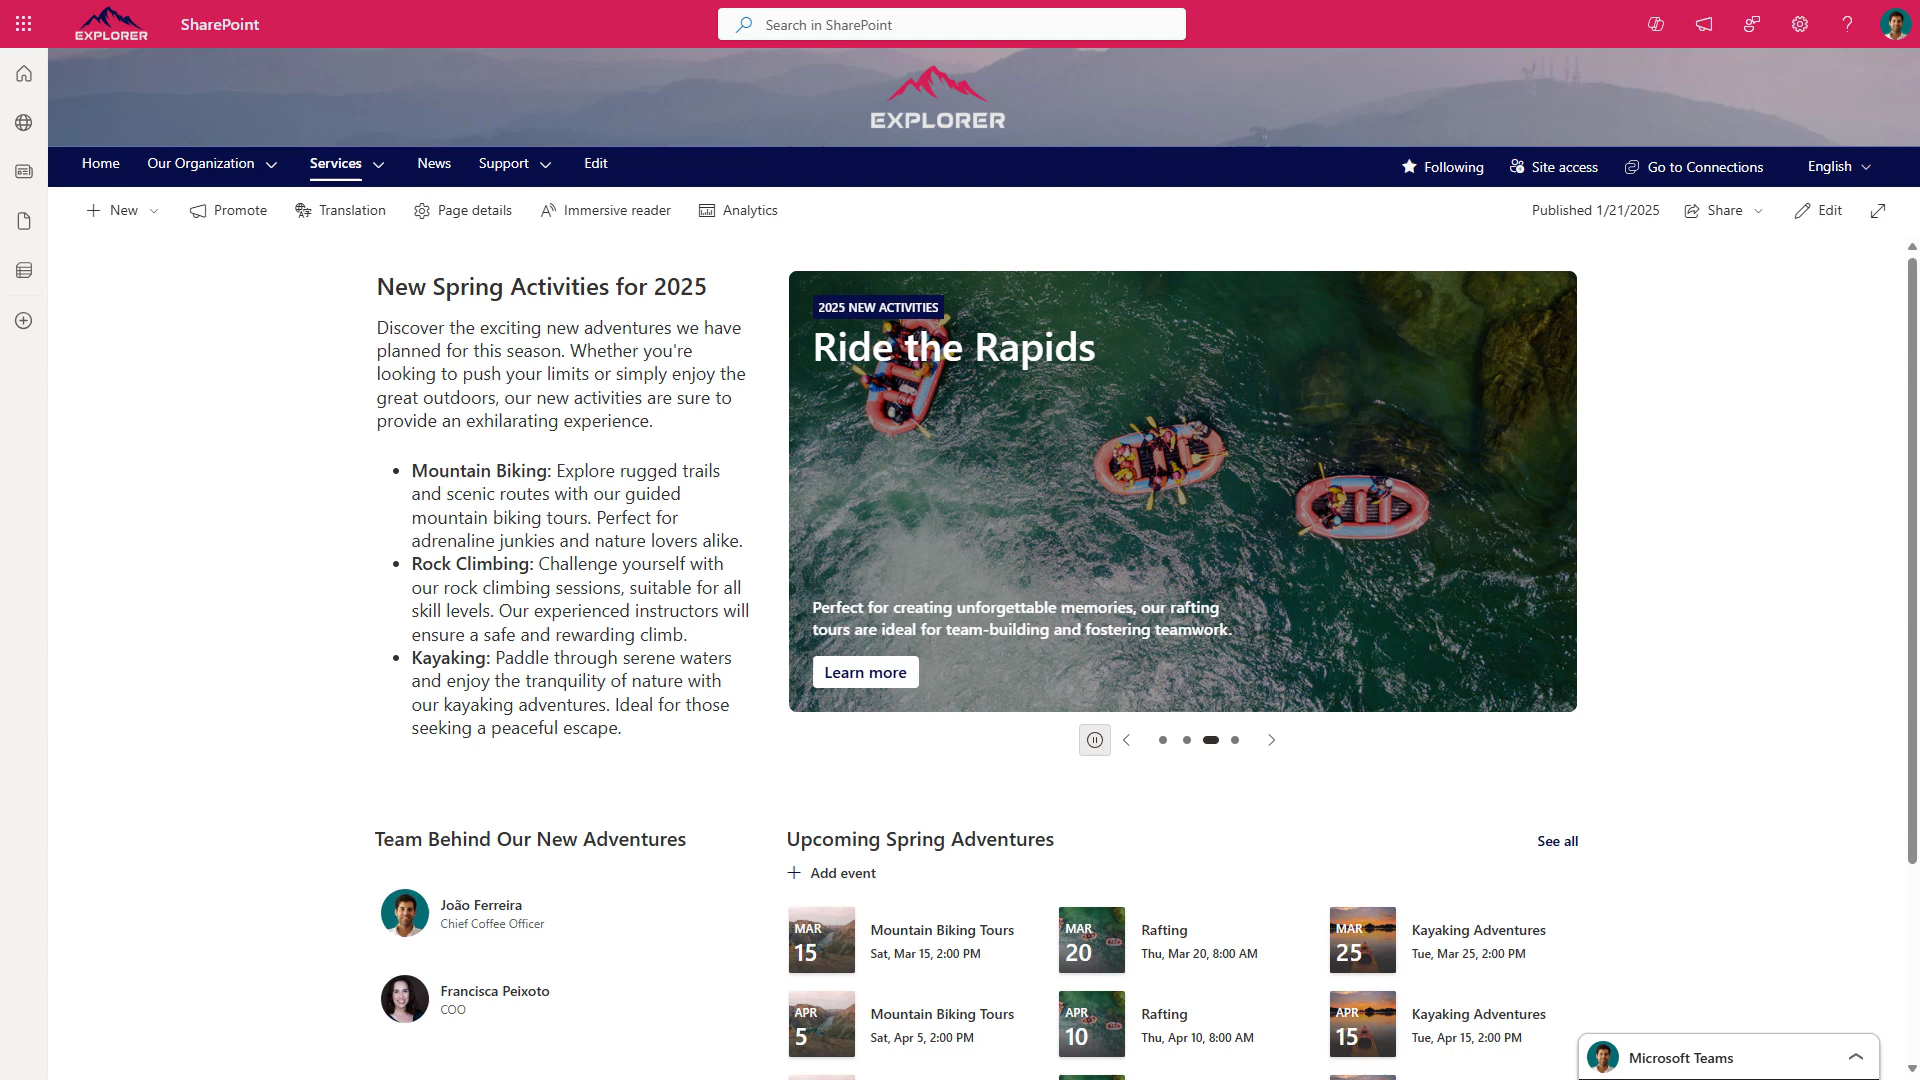 EXPLORER
SharePoint
Search in SharePoint
EXPLORER
Home
Our Organization
Services
News
Support
Edit
Following
Site access
Go to Connections
English
New
Promote
Translation
Page details
Immersive reader
Analytics
Published 1/21/2025
Share
Edit
New Spring Activities for 2025
Discover the exciting new adventures we have
planned for this season. Whether you're
looking to push your limits or simply enjoy the
great outdoors, our new activities are sure to
provide an exhilarating experience.
• Mountain Biking: Explore rugged trails
and scenic routes with our guided
mountain biking tours. Perfect for
adrenaline junkies and nature lovers alike.
• Rock Climbing: Challenge yourself with
our rock climbing sessions, suitable for all
skill levels. Our experienced instructors will
ensure a safe and rewarding climb.
• Kayaking: Paddle through serene waters
and enjoy the tranquility of nature with
our kayaking adventures. Ideal for those
seeking a peaceful escape.
2025 NEW ACTIVITIES
Ride the Rapids
Perfect for creating unforgettable memories, our rafting
tours are ideal for team-building and fostering teamwork.
Learn more
Team Behind Our New Adventures
João Ferreira
Chief Coffee Officer
Francisca Peixoto
COO
Upcoming Spring Adventures
See all
Add event
MAR
15
Mountain Biking Tours
Sat, Mar 15, 2:00 PM
MAR
20
Rafting
Thu, Mar 20, 8:00 AM
MAR
25
Kayaking Adventures
Tue, Mar 25, 2:00 PM
APR
5
Mountain Biking Tours
Sat, Apr 5, 2:00 PM
APR
10
Rafting
Thu, Apr 10, 8:00 AM
APR
15
Kayaking Adventures
Tue, Apr 15, 2:00 PM
Microsoft Teams